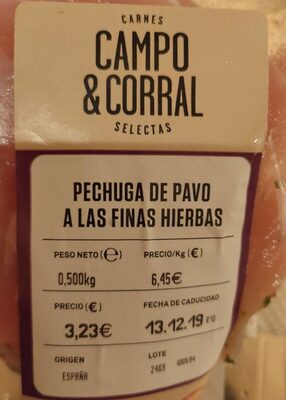 CARNES
CAMPO
&CORRAL
SELECTAS
PECHUGA DE PAVO
A LAS FINAS HIERBAS
PESO NETO (e) PRECIO/Kg (€)
0,500kg 6,45€
PRECIO (€) FECHA DE CADUCIDAD
3,23€ 13.12.19
ORIGEN LOTE
ESPAÑA 2469